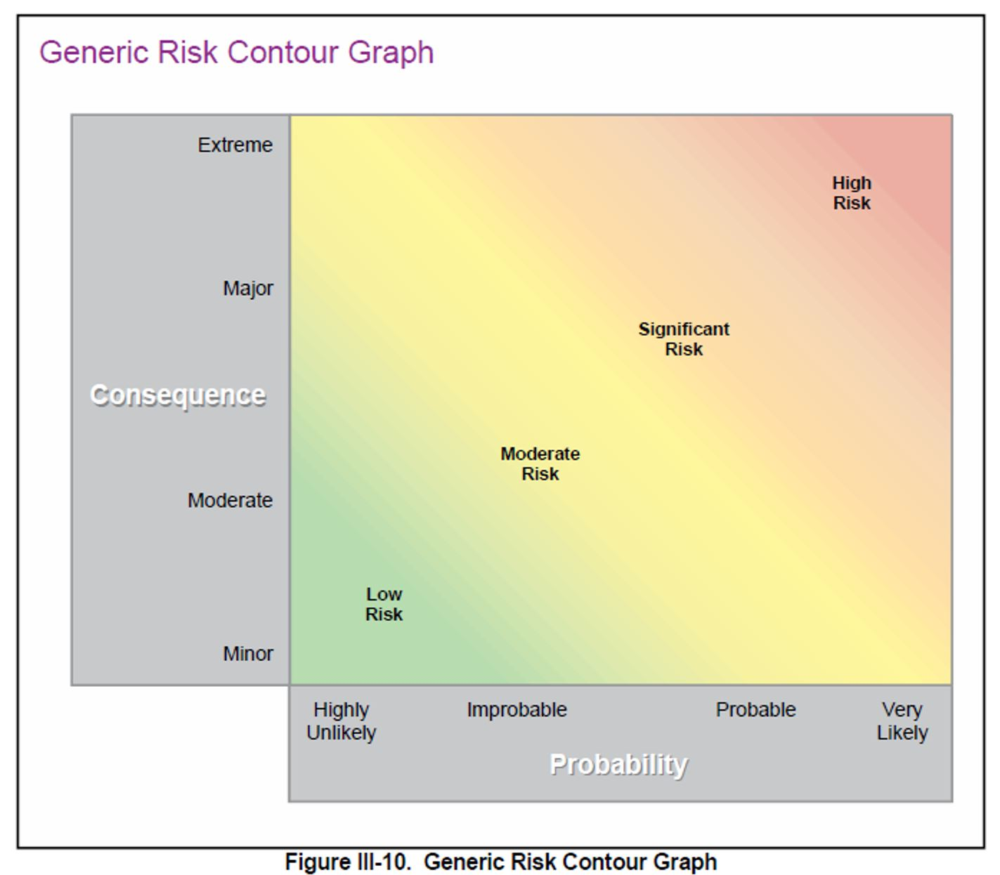 Generic Risk Contour Graph
Extreme
High
Risk
Major
Significant
Risk
Consequence
Moderate
Risk
Moderate
Low
Risk
Minor
Highly
Unlikely
Improbable
Probable
Very
Likely
Probability
Figure III-10. Generic Risk Contour Graph